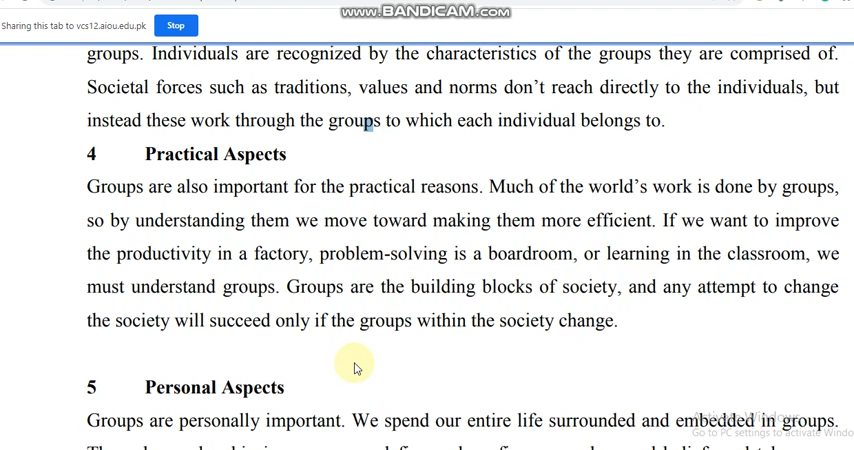 WWW.BANDICAM.COM
Sharing this tab to vcs12.aiou.edu.pk Stop
groups. Individuals are recognized by the characteristics of the groups they are comprised of.
Societal forces such as traditions, values and norms don’t reach directly to the individuals, but
instead these work through the groups to which each individual belongs to.
4 Practical Aspects
Groups are also important for the practical reasons. Much of the world’s work is done by groups,
so by understanding them we move toward making them more efficient. If we want to improve
the productivity in a factory, problem-solving is a boardroom, or learning in the classroom, we
must understand groups. Groups are the building blocks of society, and any attempt to change
the society will succeed only if the groups within the society change.
5 Personal Aspects
Groups are personally important. We spend our entire life surrounded and embedded in groups.
Activate Windows
Go to PC settings to activate Windo